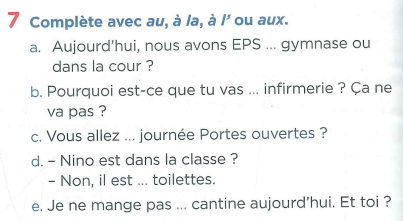 7 Complète avec au, à la, à l' ou aux.
a. Aujourd'hui, nous avons EPS ... gymnase ou
dans la cour ?
b. Pourquoi est-ce que tu vas ... infirmerie ? Ça ne
va pas ?
c. Vous allez ... journée Portes ouvertes ?
d. – Nino est dans la classe ?
– Non, il est ... toilettes.
e. Je ne mange pas ... cantine aujourd'hui. Et toi ?